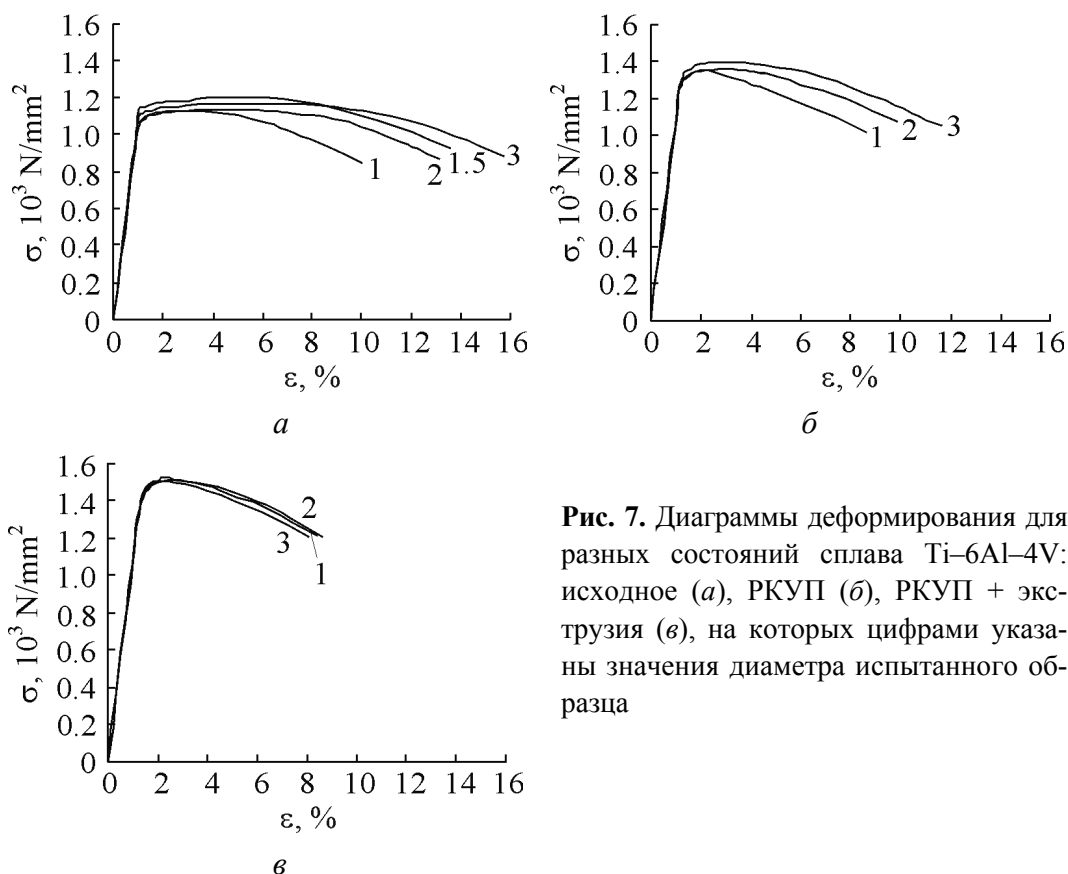 1.6
1.4
1.2
1.0
0.8
0.6
0.4
0.2
0
σ, 10³ N/mm²
1
2
1.5
3
0 2 4 6 8 10 12 14 16
ε, %
а
1.6
1.4
1.2
1.0
0.8
0.6
0.4
0.2
0
σ, 10³ N/mm²
1
2
3
0 2 4 6 8 10 12 14 16
ε, %
б
1.6
1.4
1.2
1.0
0.8
0.6
0.4
0.2
0
σ, 10³ N/mm²
2
3
1
0 2 4 6 8 10 12 14 16
ε, %
в
Рис. 7. Диаграммы деформирования для
разных состояний сплава Ti–6Al–4V:
исходное (а), РКУП (б), РКУП + экс-
трузия (в), на которых цифрами указа-
ны значения диаметра испытанного об-
разца